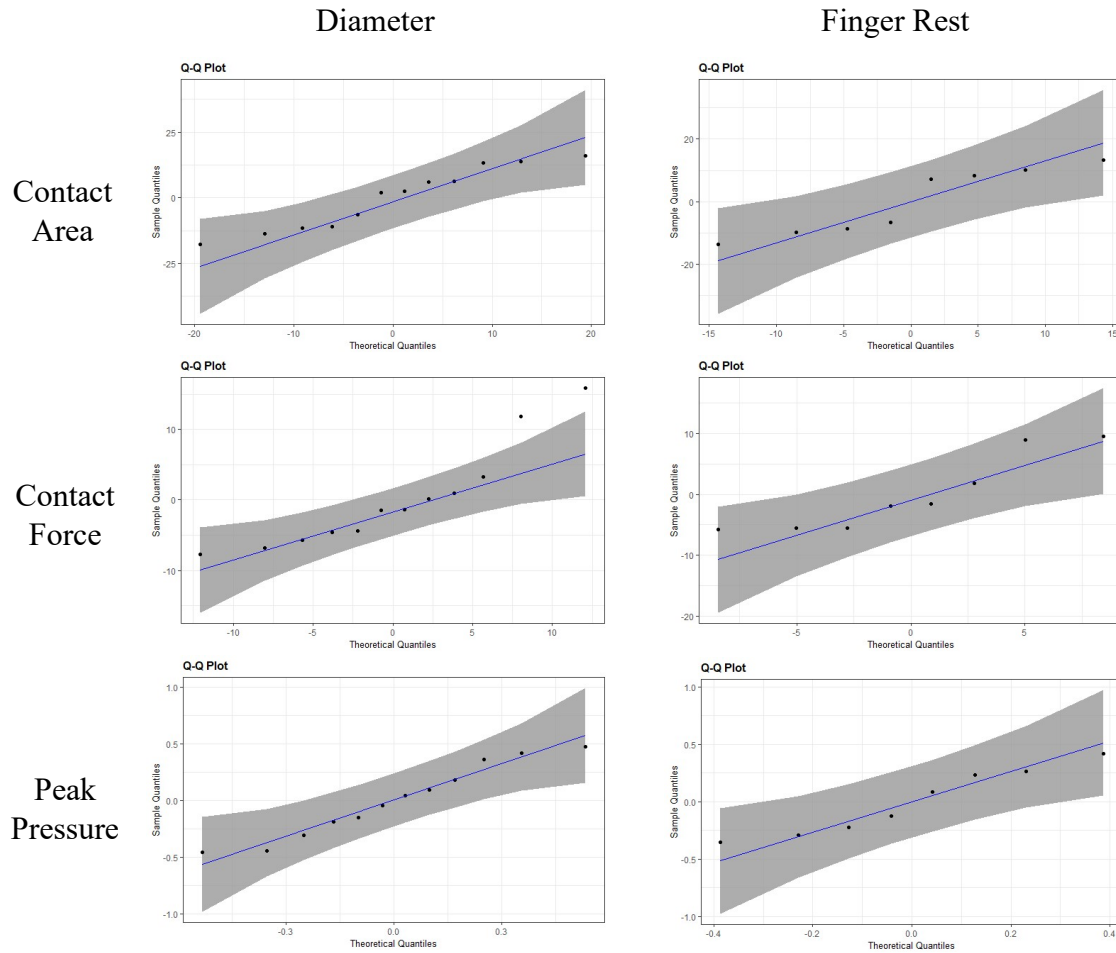 Diameter
Finger Rest
Contact
Area
Q-Q Plot
Sample Quantiles
25
0
-25
-20
-10
0
10
20
Theoretical Quantiles
Q-Q Plot
Sample Quantiles
20
0
-20
-15
-10
-5
0
5
10
15
Theoretical Quantiles
Contact
Force
Q-Q Plot
Sample Quantiles
10
0
-10
-10
-5
0
5
10
Theoretical Quantiles
Q-Q Plot
Sample Quantiles
10
0
-10
-20
-5
0
5
Theoretical Quantiles
Peak
Pressure
Q-Q Plot
Sample Quantiles
1.0
0.5
0.0
-0.5
-1.0
-0.3
0.0
0.3
Theoretical Quantiles
Q-Q Plot
Sample Quantiles
1.0
0.5
0.0
-0.5
-1.0
-0.4
-0.2
0.0
0.2
0.4
Theoretical Quantiles